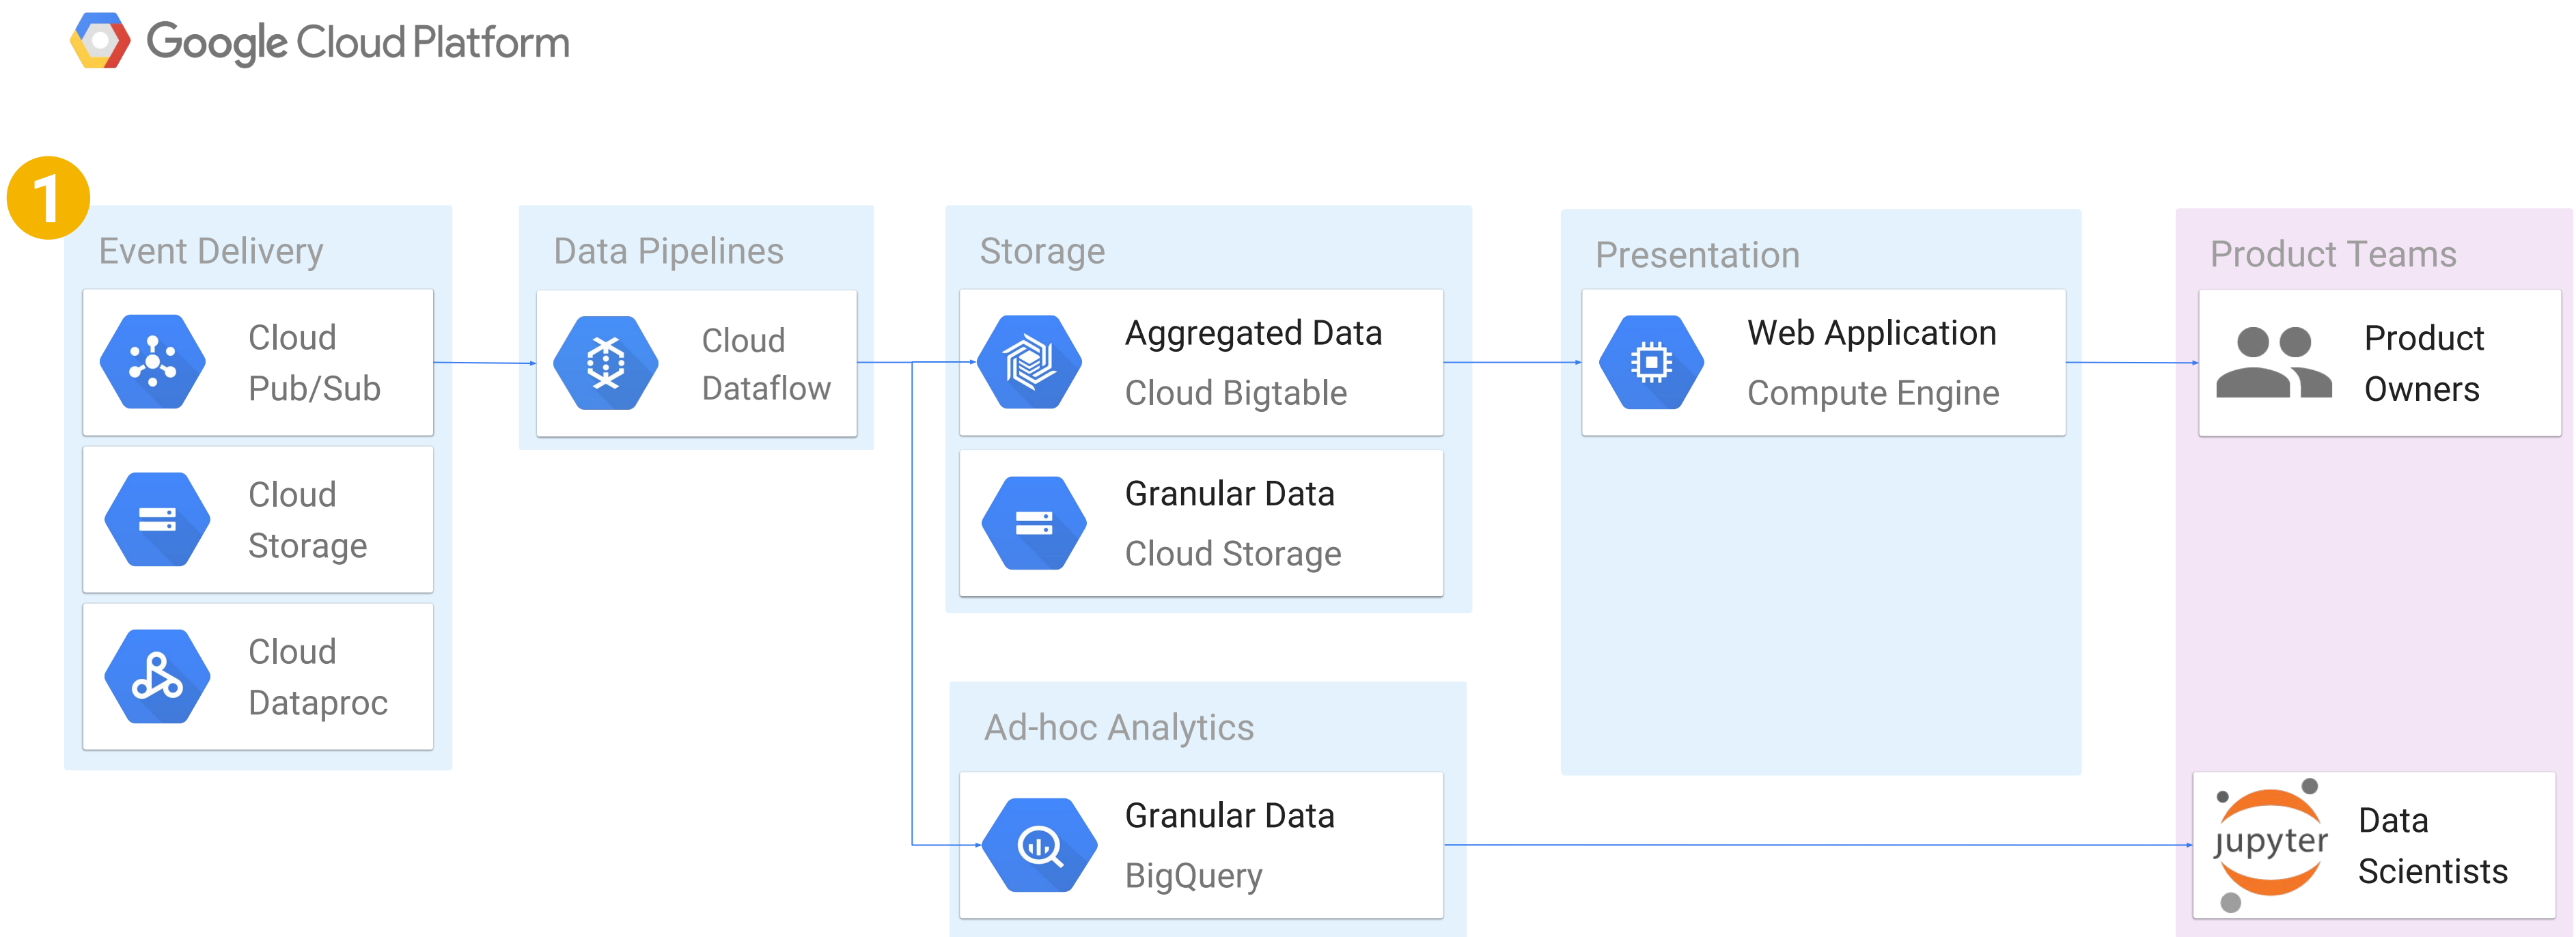 Google Cloud Platform
1
Event Delivery
Cloud
Pub/Sub
Cloud
Storage
Cloud
Dataproc
Data Pipelines
Cloud
Dataflow
Storage
Aggregated Data
Cloud Bigtable
Granular Data
Cloud Storage
Ad-hoc Analytics
Granular Data
BigQuery
Presentation
Web Application
Compute Engine
Product Teams
Product
Owners
jupyter
Data
Scientists